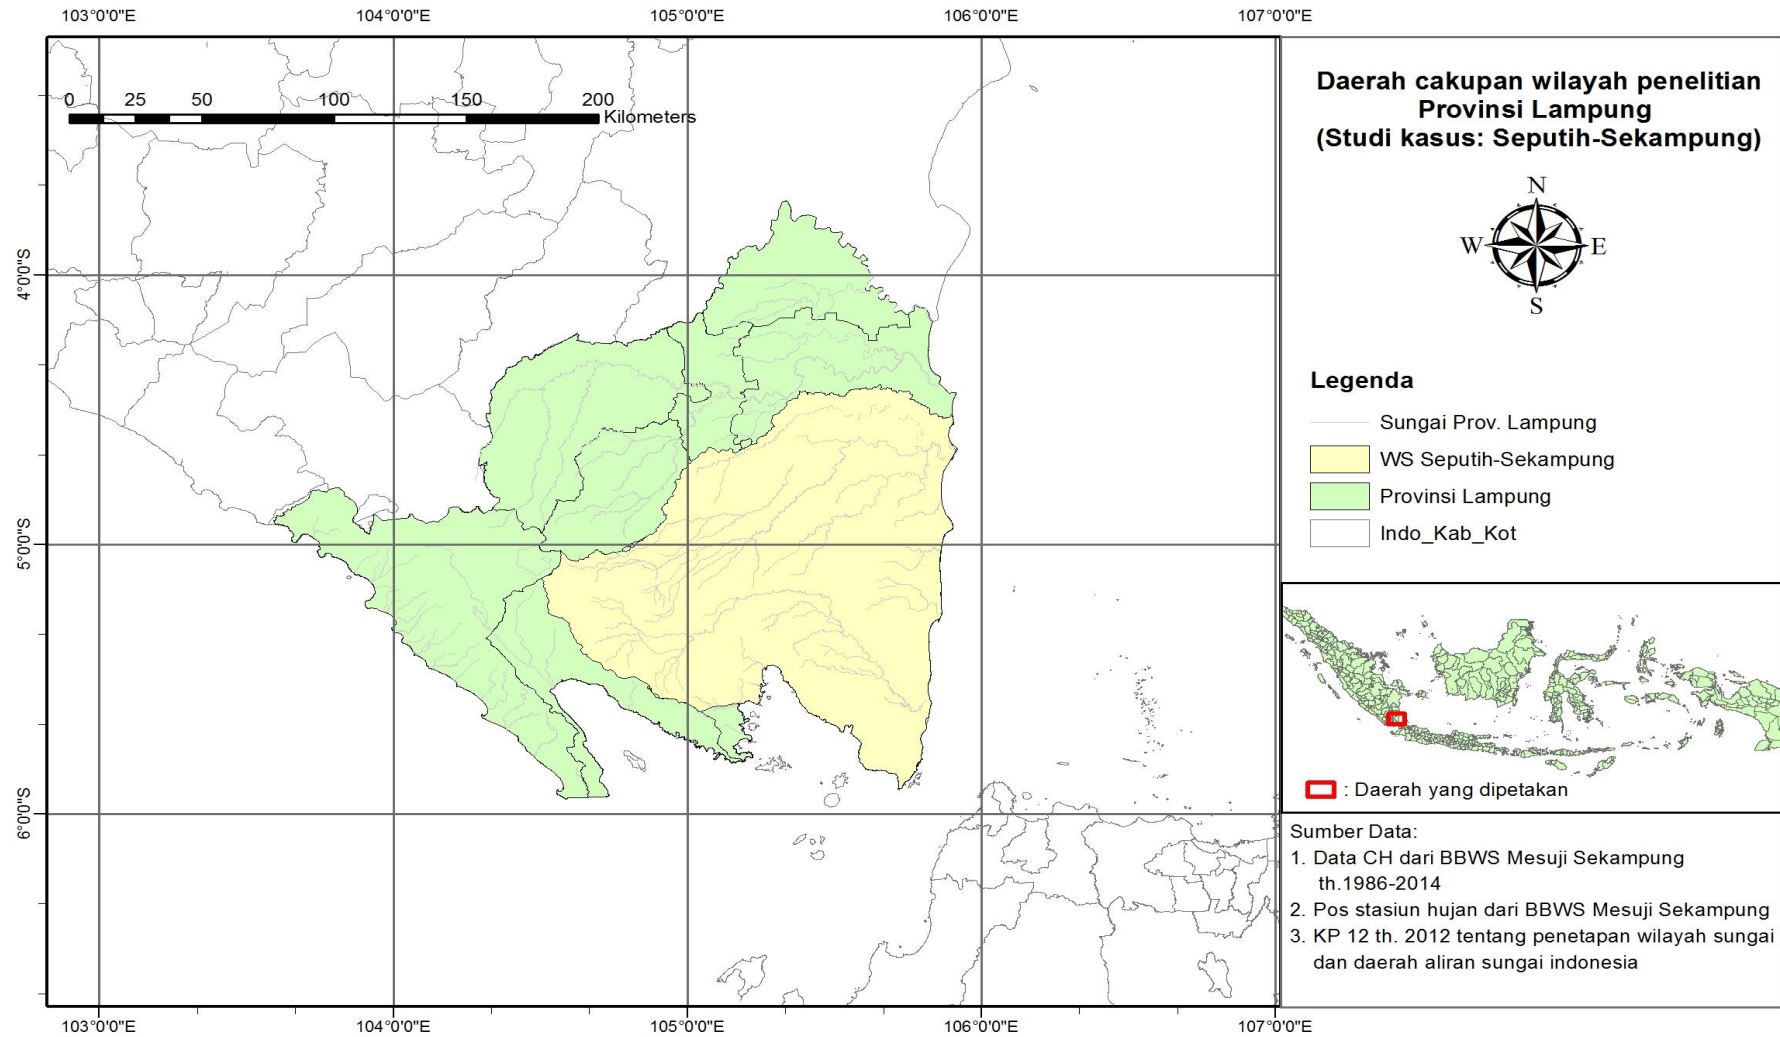 103°0'0"E 104°0'0"E 105°0'0"E 106°0'0"E 107°0'0"E
0 25 50 100 150 200
Kilometers
4°0'0"S
5°0'0"S
6°0'0"S
103°0'0"E 104°0'0"E 105°0'0"E 106°0'0"E 107°0'0"E
Daerah cakupan wilayah penelitian
Provinsi Lampung
(Studi kasus: Seputih-Sekampung)
N
W E
S
Legenda
Sungai Prov. Lampung
WS Seputih-Sekampung
Provinsi Lampung
Indo_Kab_Kot
: Daerah yang dipetakan
Sumber Data:
1. Data CH dari BBWS Mesuji Sekampung
th.1986-2014
2. Pos stasiun hujan dari BBWS Mesuji Sekampung
3. KP 12 th. 2012 tentang penetapan wilayah sungai
dan daerah aliran sungai indonesia